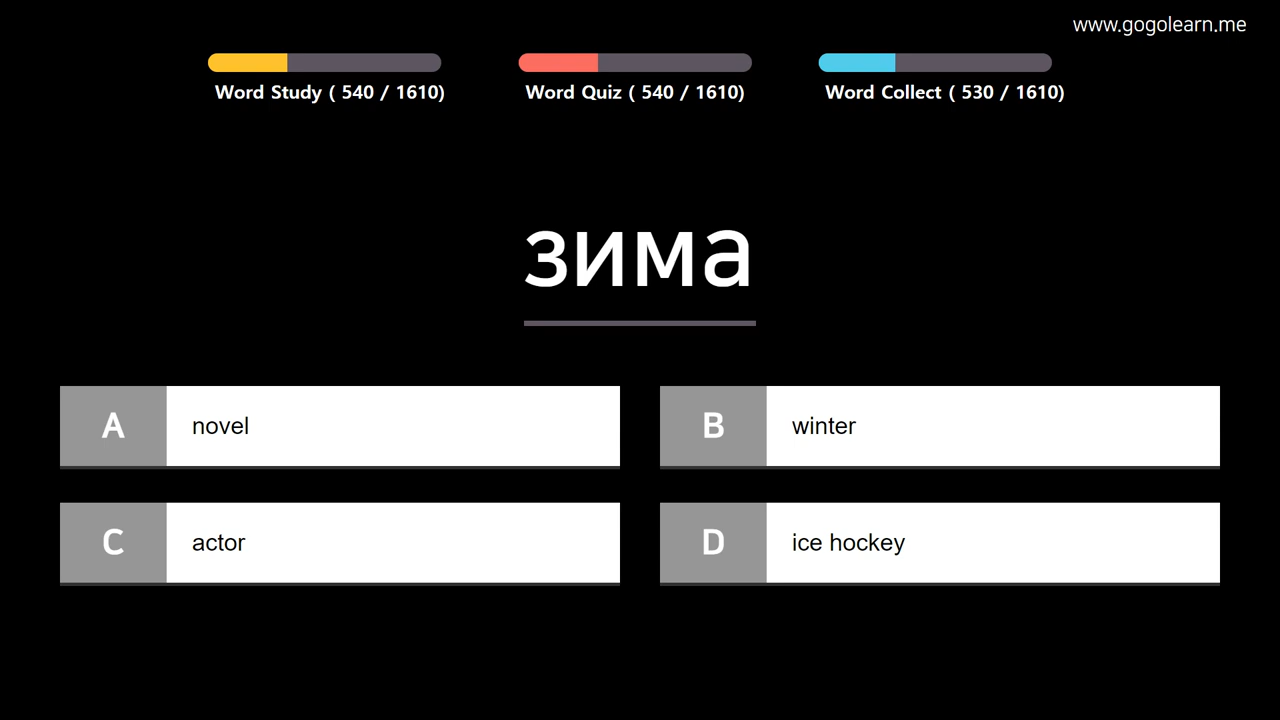 www.gogolearn.me
Word Study ( 540 / 1610)
Word Quiz ( 540 / 1610)
Word Collect ( 530 / 1610)
зима
A novel
B winter
C actor
D ice hockey